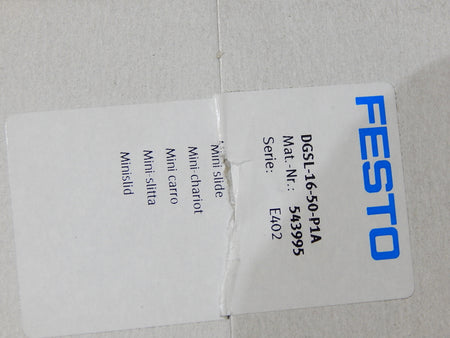 FESTO
DGSL-16-50-P1A
Mat.-Nr.: 543995
Serie: E402
Mini slide
Mini-chariot
Mini carro
Mini-slitta
Minislid